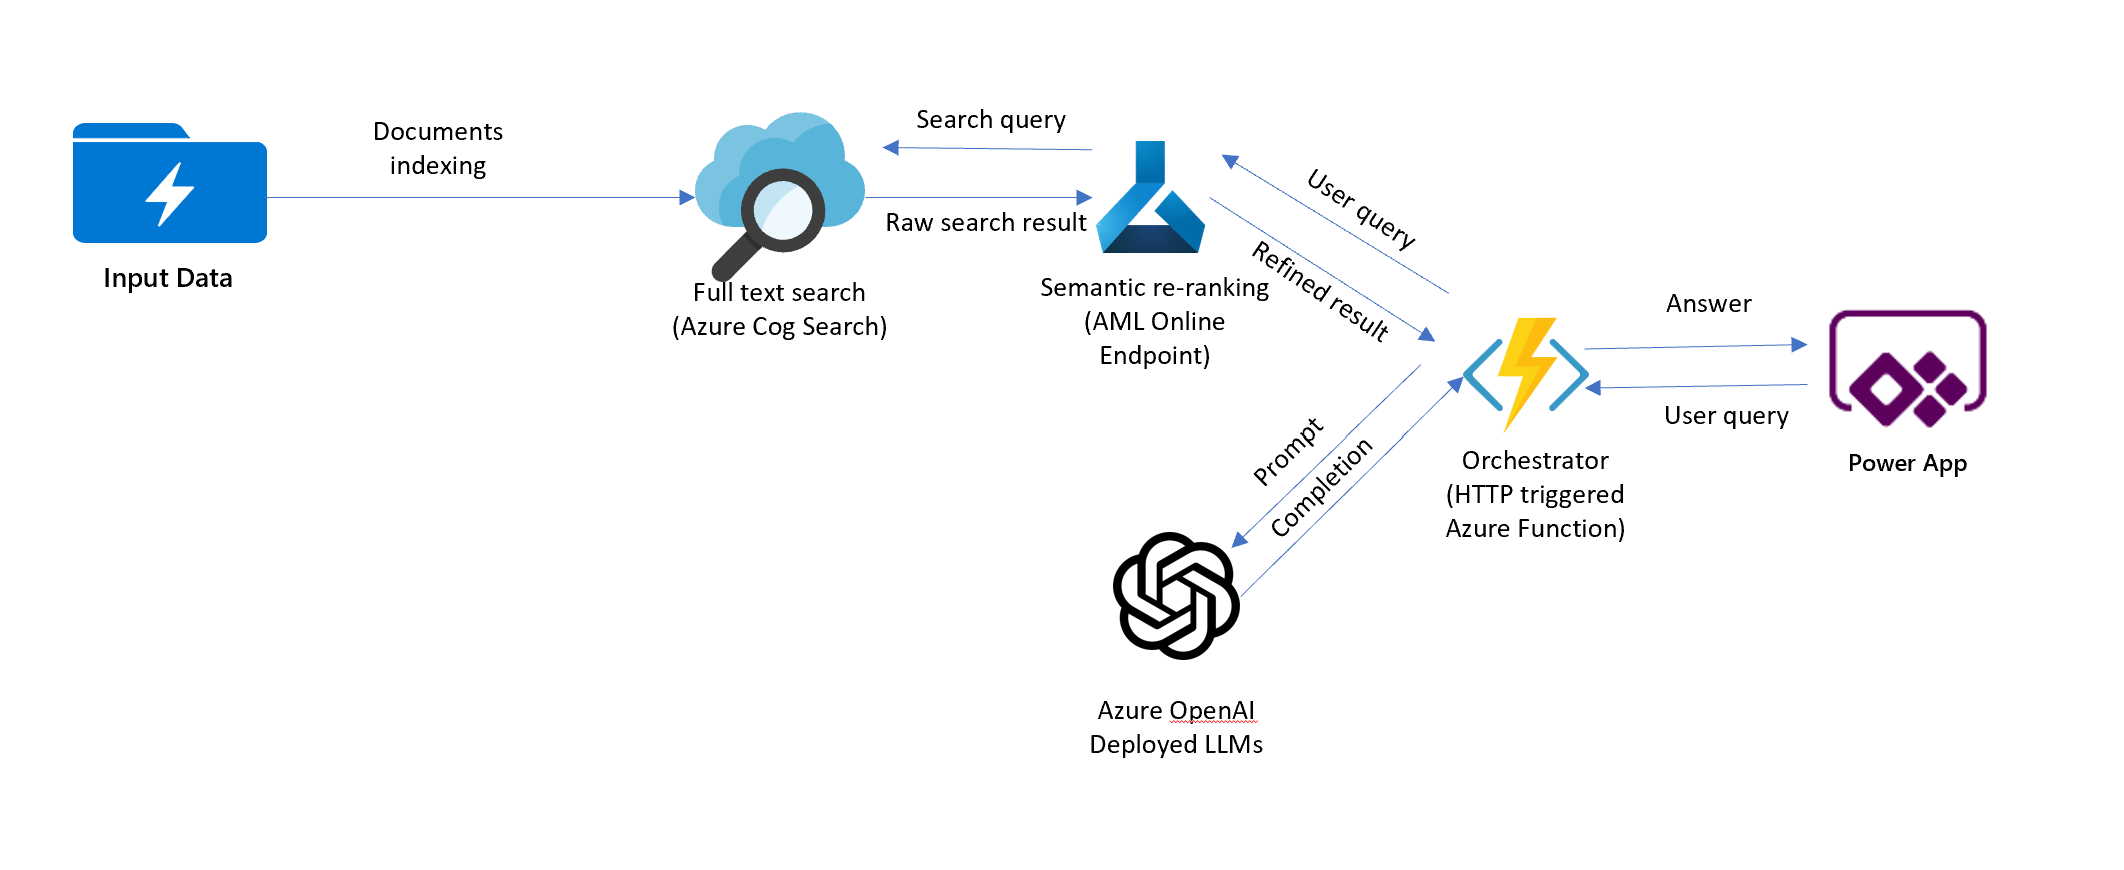 Documents
indexing
Input Data
Search query
Raw search result
Full text search
(Azure Cog Search)
Semantic re-ranking
(AML Online
Endpoint)
User query
Refined result
Answer
User query
Prompt
Completion
Orchestrator
(HTTP triggered
Azure Function)
Power App
Azure OpenAI
Deployed LLMs